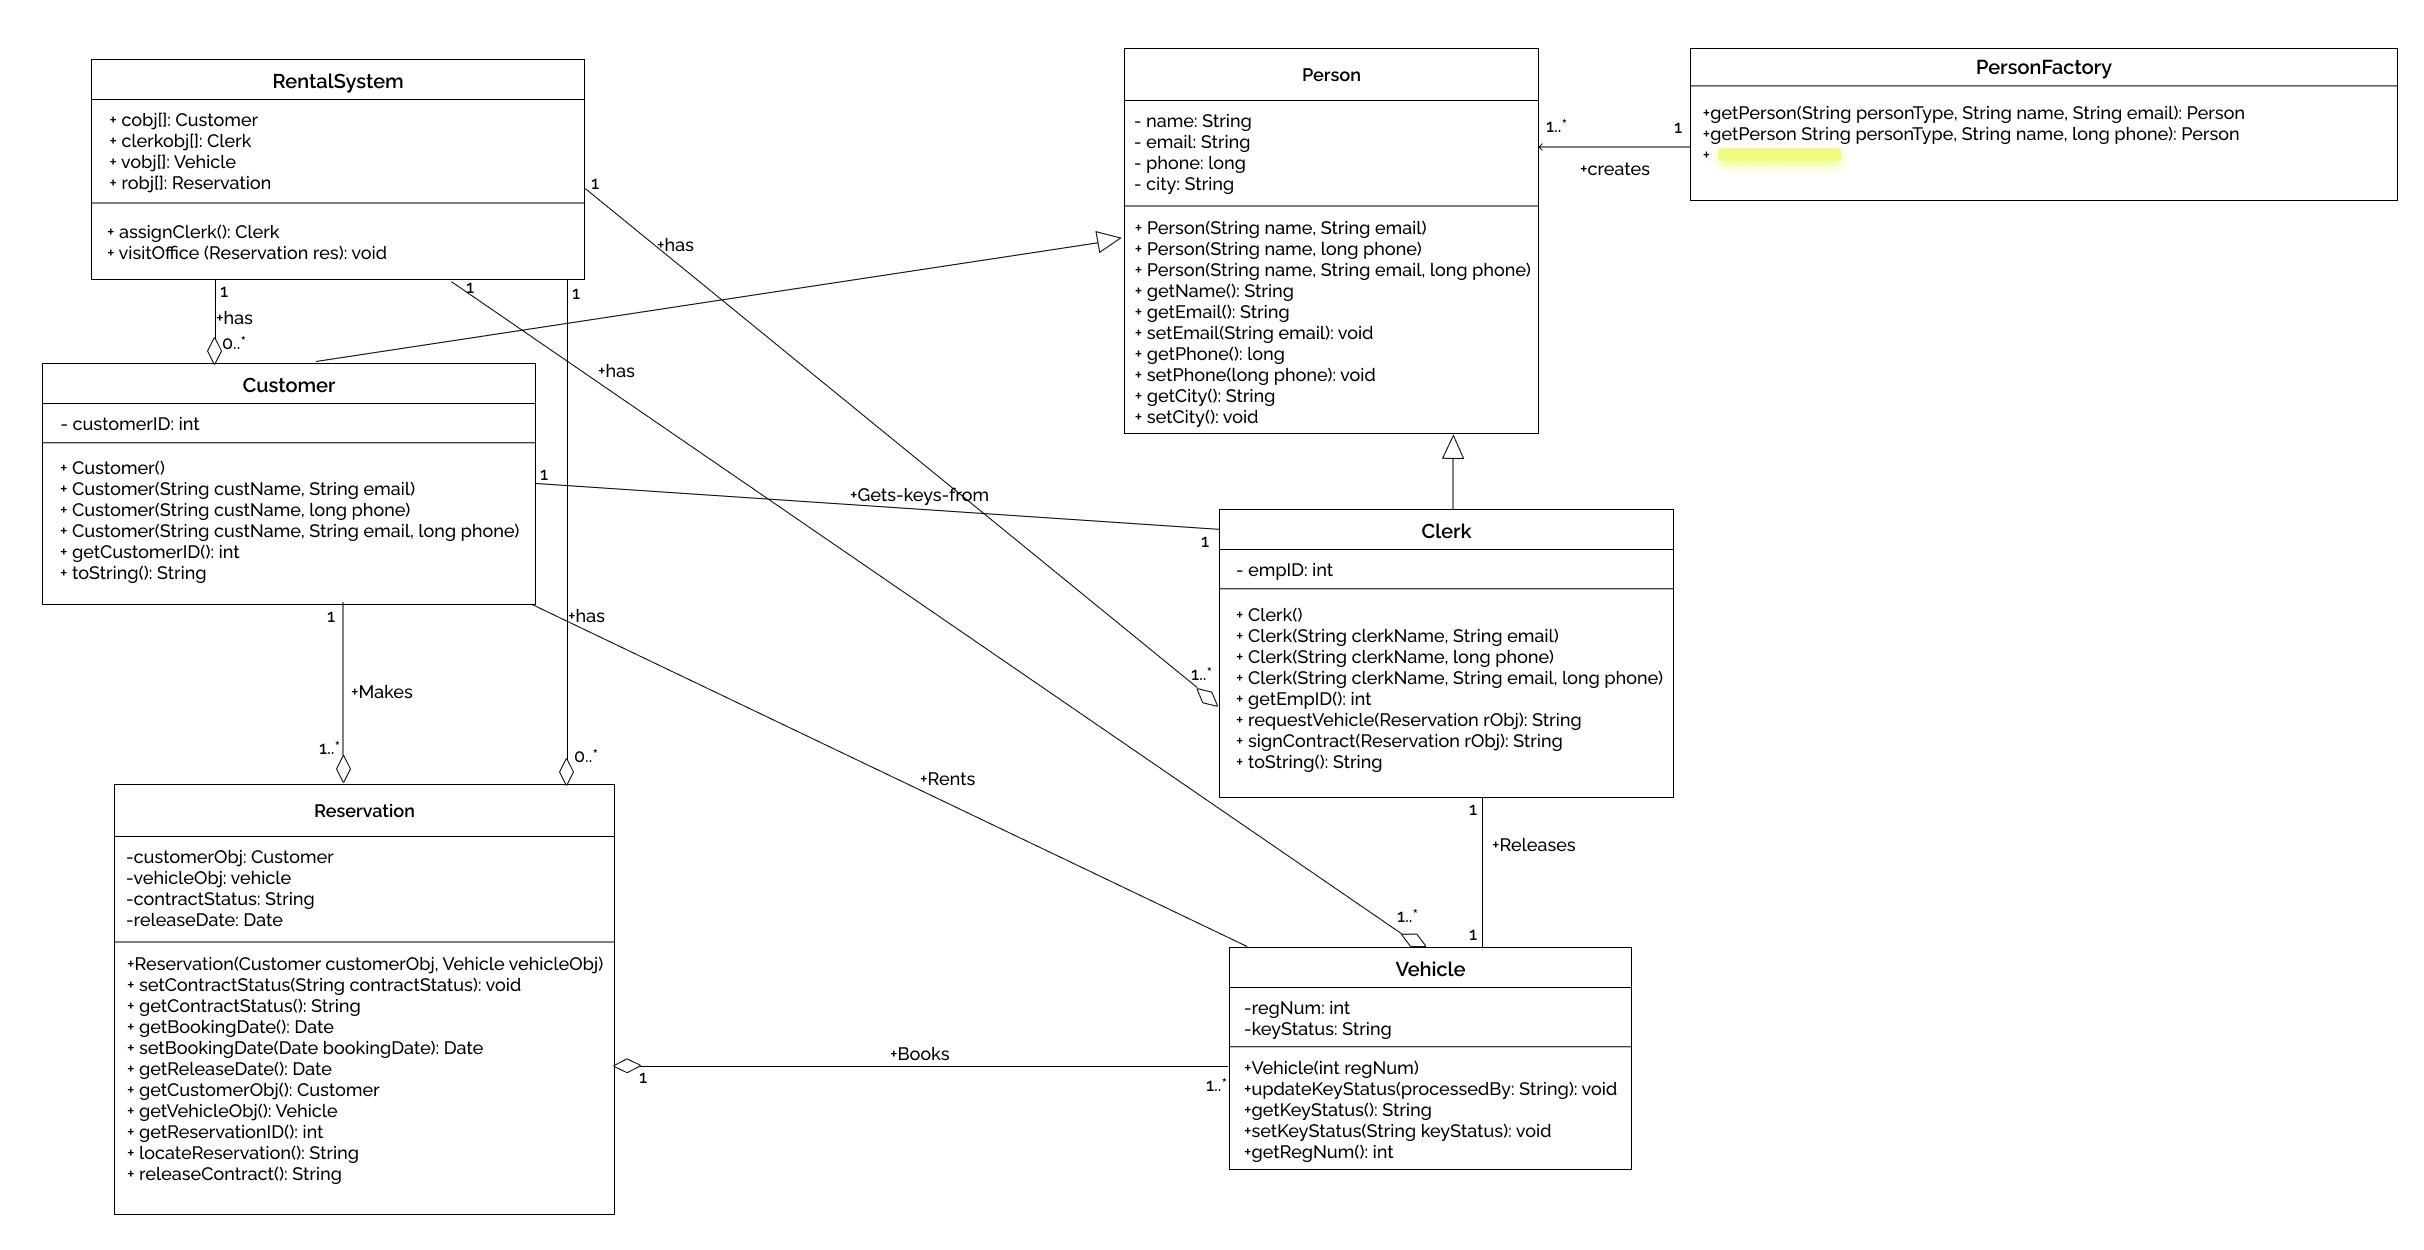 RentalSystem
+ cobj[]: Customer
+ clerkobj[]: Clerk
+ vobj[]: Vehicle
+ robj[]: Reservation
+ assignClerk(): Clerk
+ visitOffice (Reservation res): void
Person
- name: String
- email: String
- phone: long
- city: String
+ Person(String name, String email)
+ Person(String name, long phone)
+ Person(String name, String email, long phone)
+ getName(): String
+ getEmail(): String
+ setEmail(String email): void
+ getPhone(): long
+ setPhone(long phone): void
+ getCity(): String
+ setCity(): void
1..*
1
+creates
PersonFactory
+getPerson(String personType, String name, String email): Person
+getPerson String personType, String name, long phone): Person
+
1
+has
1
+has
0..*
1
+has
1
+has
0..*
Customer
- customerID: int
+ Customer()
+ Customer(String custName, String email)
+ Customer(String custName, long phone)
+ Customer(String custName, String email, long phone)
+ getCustomerID(): int
+ toString(): String
1
+Gets-keys-from
1
1..*
Clerk
- empID: int
+ Clerk()
+ Clerk(String clerkName, String email)
+ Clerk(String clerkName, long phone)
+ Clerk(String clerkName, String email, long phone)
+ getEmpID(): int
+ requestVehicle(Reservation rObj): String
+ signContract(Reservation rObj): String
+ toString(): String
1
+Makes
1..*
+Rents
1
+Releases
1
1..*
Reservation
-customerObj: Customer
-vehicleObj: vehicle
-contractStatus: String
-releaseDate: Date
+Reservation(Customer customerObj, Vehicle vehicleObj)
+ setContractStatus(String contractStatus): void
+ getContractStatus(): String
+ getBookingDate(): Date
+ setBookingDate(Date bookingDate): Date
+ getReleaseDate(): Date
+ getCustomerObj(): Customer
+ getVehicleObj(): Vehicle
+ getReservationID(): int
+ locateReservation(): String
+ releaseContract(): String
1
+Books
1..*
Vehicle
-regNum: int
-keyStatus: String
+Vehicle(int regNum)
+updateKeyStatus(processedBy: String): void
+getKeyStatus(): String
+setKeyStatus(String keyStatus): void
+getRegNum(): int